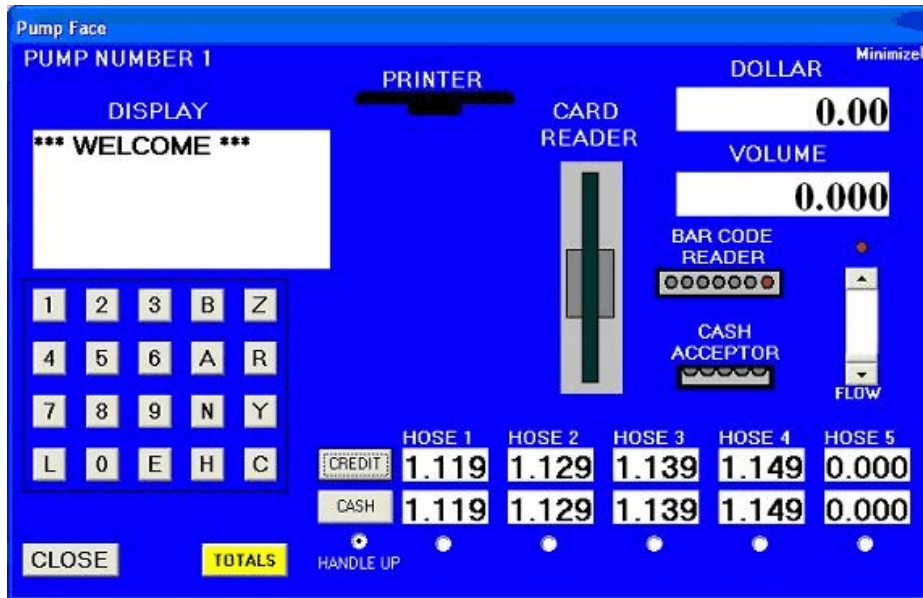 Pump Face
PUMP NUMBER 1
Minimize
PRINTER
DOLLAR
0.00
DISPLAY
*** WELCOME ***
CARD
READER
VOLUME
0.000
BAR CODE
READER
1 2 3 B Z
4 5 6 A R
7 8 9 N Y
L 0 E H C
CASH
ACCEPTOR
FLOW
HOSE 1 HOSE 2 HOSE 3 HOSE 4 HOSE 5
CREDIT 1.119 1.129 1.139 1.149 0.000
CASH 1.119 1.129 1.139 1.149 0.000
HANDLE UP
CLOSE
TOTALS